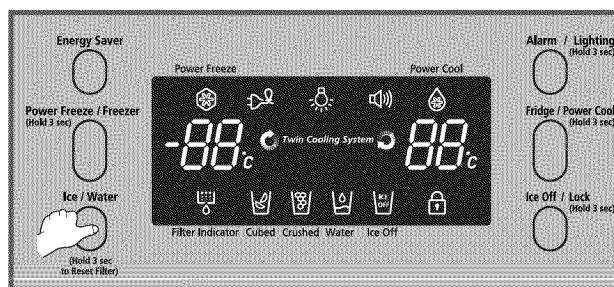 Energy Saver
Alarm / Lighting
(Hold 3 sec)
Power Freeze
Power Cool
Power Freeze / Freezer
(Hold 3 sec)
Fridge / Power Cool
(Hold 3 sec)
-88°c
Twin Cooling System
88°c
Ice / Water
(Hold 3 sec
to Reset Filter)
ICE
OFF
Ice Off / Lock
(Hold 3 sec)
Filter Indicator Cubed Crushed Water Ice Off